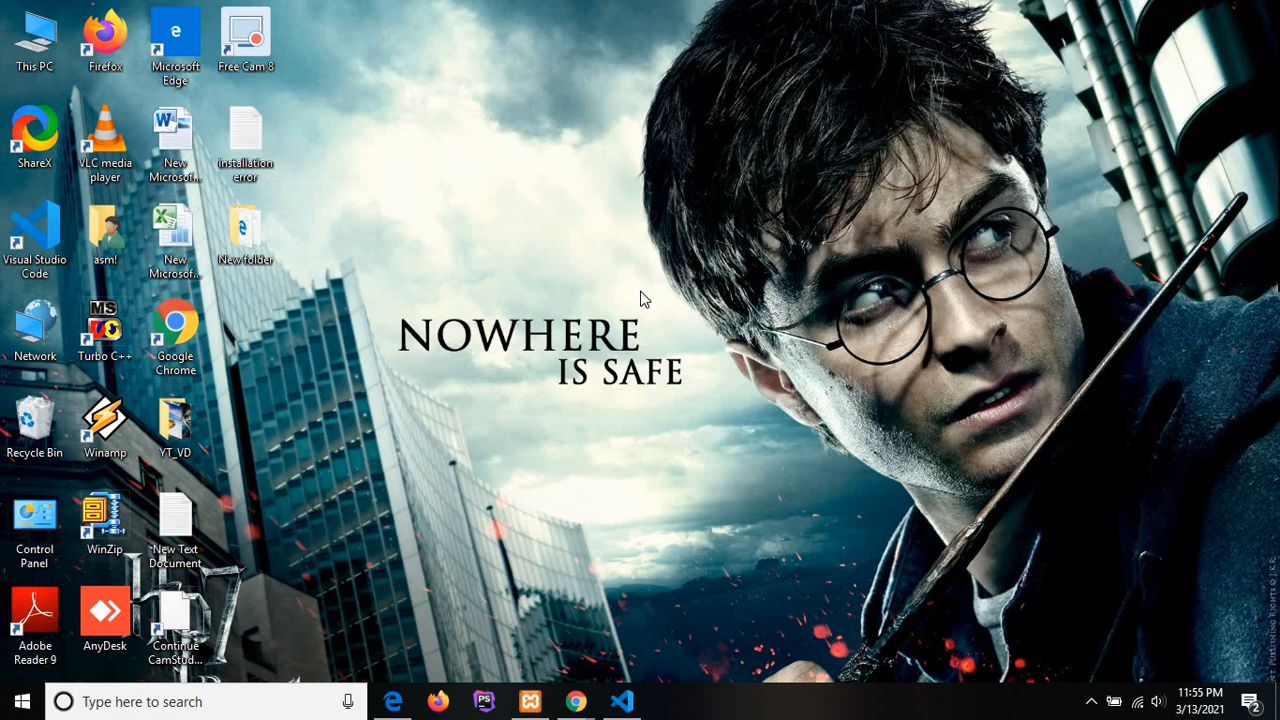 This PC
Firefox
Microsoft
Edge
Free Cam 8
ShareX
VLC media
player
New
Microsof...
installation
error
Visual Studio
Code
asm!
New
Microsof...
New folder
Network
Turbo C++
Google
Chrome
Recycle Bin
Winamp
YT_VD
Control
Panel
WinZip
New Text
Document
Adobe
Reader 9
AnyDesk
Continue
CamStud...
NOWHERE
IS SAFE
Type here to search
11:55 PM
3/13/2021
2